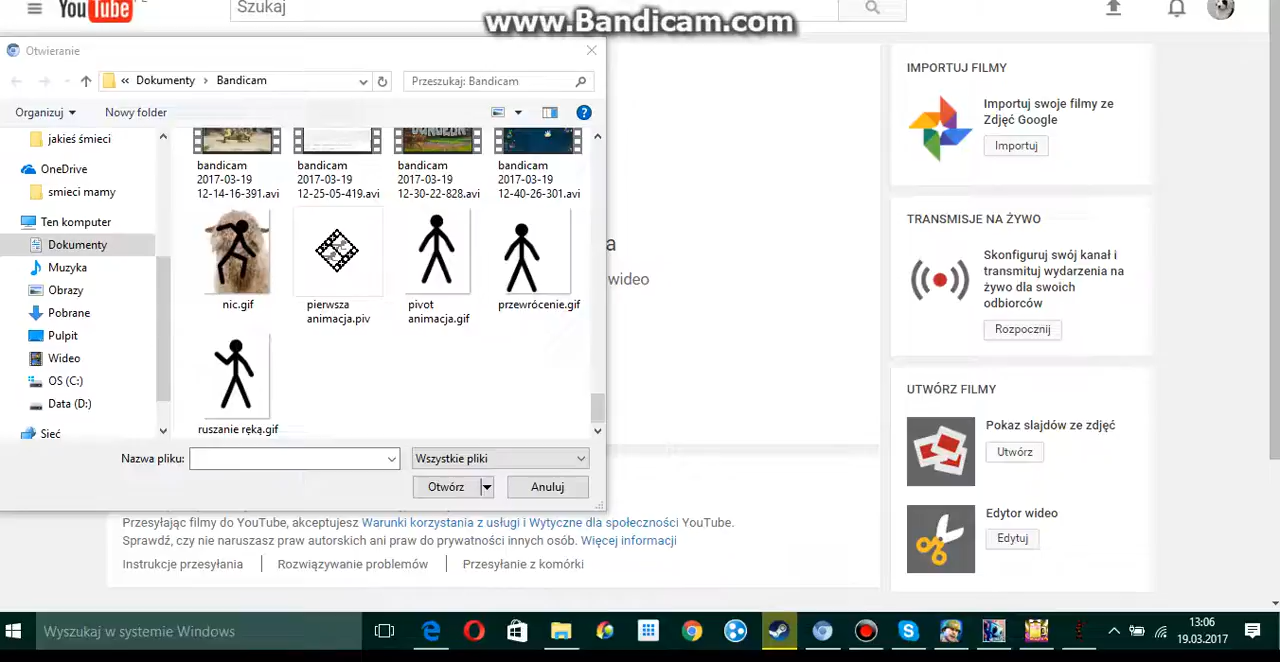 YouTube
Szukaj
www.Bandicam.com
Otwieranie
« Dokumenty > Bandicam
Przeszukaj: Bandicam
Organizuj
Nowy folder
jakieś śmieci
OneDrive
smieci mamy
Ten komputer
Dokumenty
Muzyka
Obrazy
Pobrane
Pulpit
Wideo
OS (C:)
Data (D:)
Sieć
bandicam
2017-03-19
12-14-16-391.avi
bandicam
2017-03-19
12-25-05-419.avi
bandicam
2017-03-19
12-30-22-828.avi
bandicam
2017-03-19
12-40-26-301.avi
nic.gif
pierwsza
animacja.piv
pivot
animacja.gif
przewrócenie.gif
ruszanie ręką.gif
Nazwa pliku:
Wszystkie pliki
Otwórz
Anuluj
a
wideo
IMPORTUJ FILMY
Importuj swoje filmy ze
Zdjęć Google
Importuj
TRANSMISJE NA ŻYWO
Skonfiguruj swój kanał i
transmituj wydarzenia na
żywo dla swoich
odbiorców
Rozpocznij
UTWÓRZ FILMY
Pokaz slajdów ze zdjęć
Utwórz
Edytor wideo
Edytuj
Przesyłając filmy do YouTube, akceptujesz Warunki korzystania z usługi i Wytyczne dla społeczności YouTube.
Sprawdź, czy nie naruszasz praw autorskich ani praw do prywatności innych osób. Więcej informacji
Instrukcje przesyłania
Rozwiązywanie problemów
Przesyłanie z komórki
Wyszukaj w systemie Windows
13:06
19.03.2017